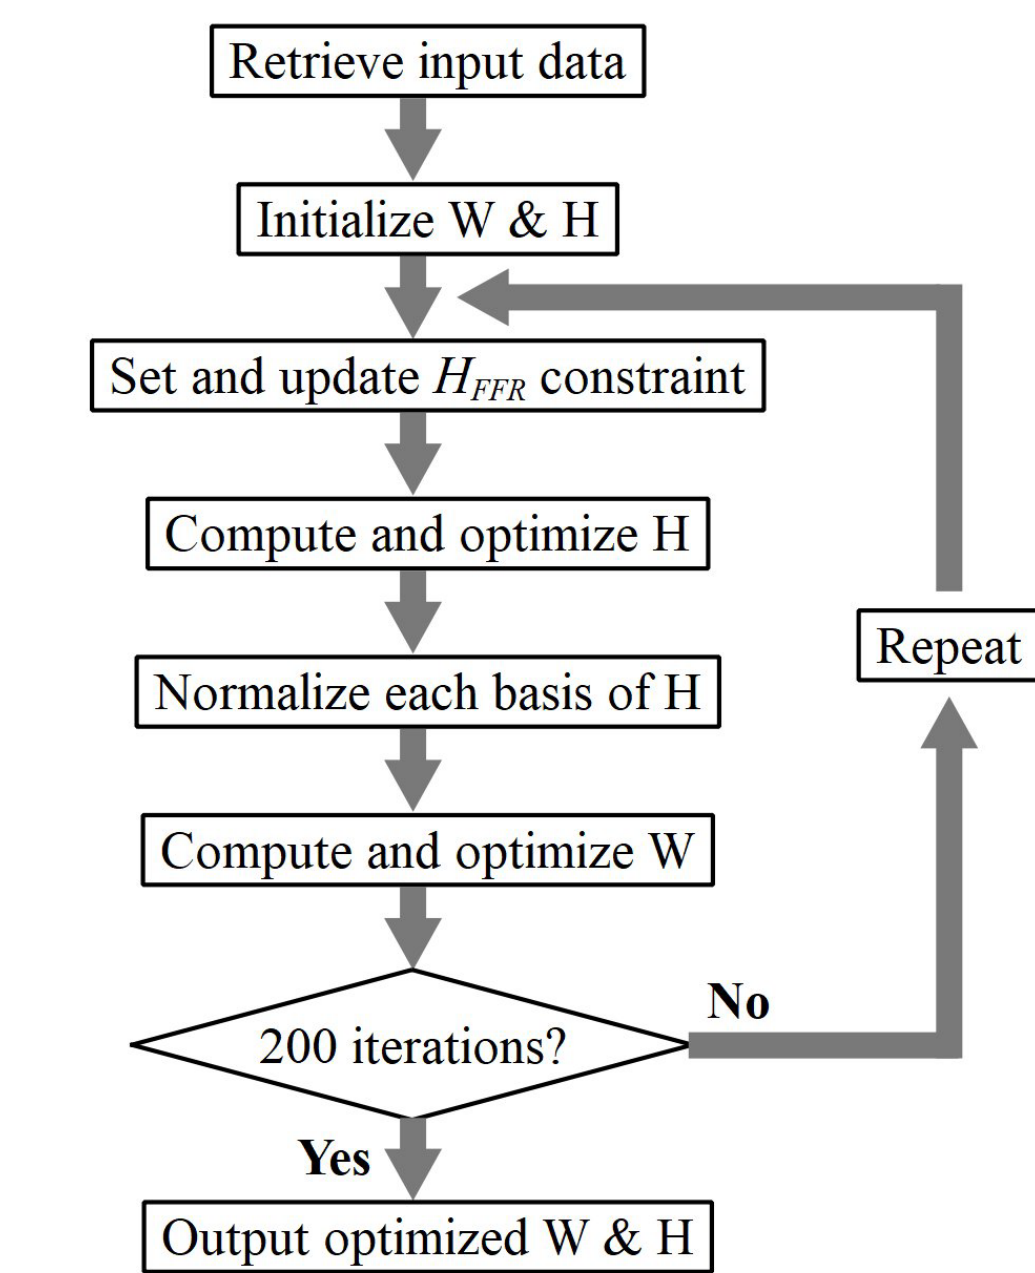 Retrieve input data
Initialize W & H
Set and update H_FFR constraint
Compute and optimize H
Normalize each basis of H
Repeat
Compute and optimize W
200 iterations?
No
Yes
Output optimized W & H